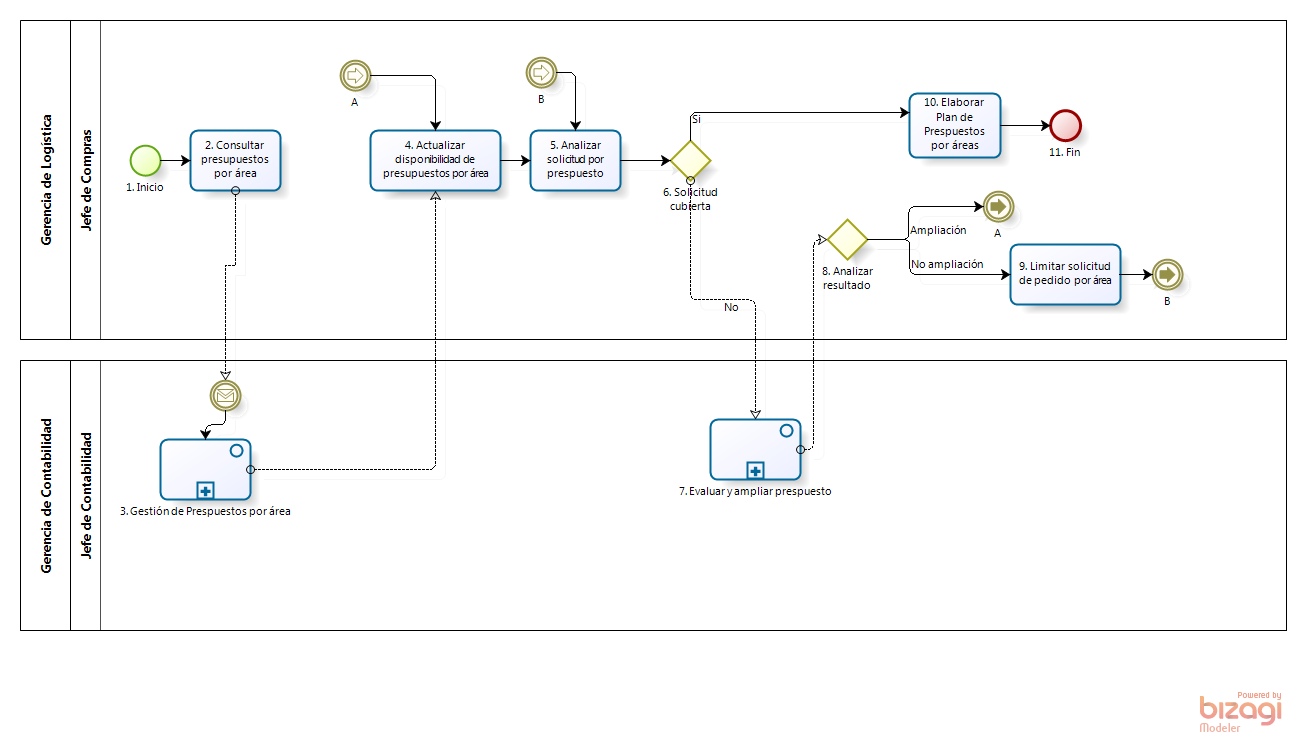 Gerencia de Logística
Jefe de Compras
1. Inicio
2. Consultar
presupuestos
por área
A
4. Actualizar
disponibilidad de
presupuestos por área
B
5. Analizar
solicitud por
prespuesto
6. Solicitud
cubierta
Si
No
10. Elaborar
Plan de
Prespuestos
por áreas
11. Fin
8. Analizar
resultado
Ampliación
A
No ampliación
9. Limitar solicitud
de pedido por área
B
Gerencia de Contabilidad
Jefe de Contabilidad
3. Gestión de Prespuestos por área
7. Evaluar y ampliar prespuesto
Powered by
bizagi
Modeler